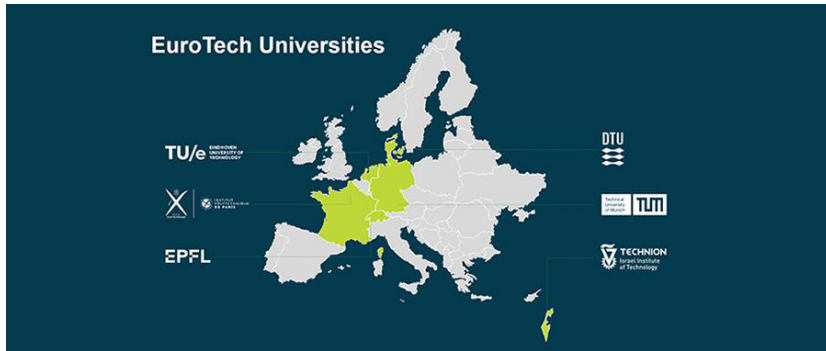 EuroTech Universities
TU/e EINDHOVEN
UNIVERSITY OF
TECHNOLOGY
INSTITUT
POLYTECHNIQUE
DE PARIS
EPFL
DTU
Technical
University
of Munich
TUM
TECHNION
Israel Institute
of Technology